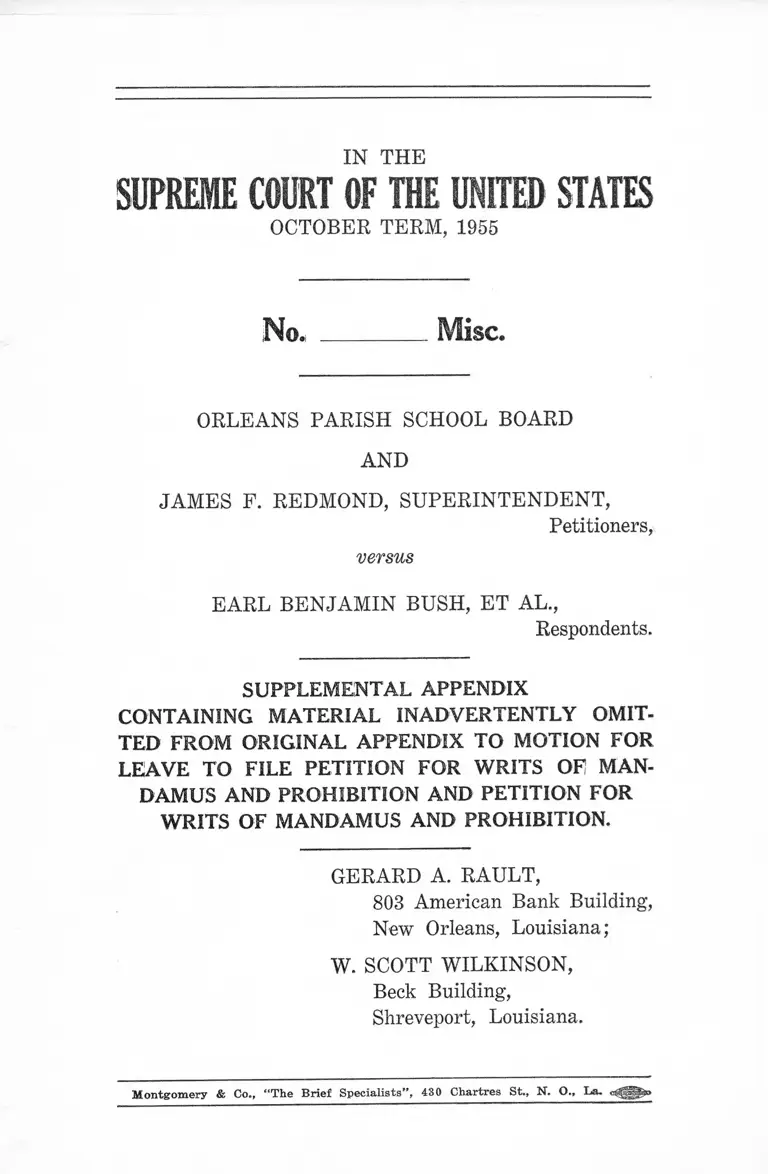 IN THE
SUPREME COURT OF THE UNITED STATES
OCTOBER TERM, 1955
No. ________ Misc.
ORLEANS PARISH SCHOOL BOARD
AND
JAMES F. REDMOND, SUPERINTENDENT,
Petitioners,
versus
EARL BENJAMIN BUSH, ET AL.,
Respondents.
SUPPLEMENTAL APPENDIX
CONTAINING MATERIAL INADVERTENTLY OMIT-
TED FROM ORIGINAL APPENDIX TO MOTION FOR
LEAVE TO FILE PETITION FOR WRITS OF MAN-
DAMUS AND PROHIBITION AND PETITION FOR
WRITS OF MANDAMUS AND PROHIBITION.
GERARD A. RAULT,
803 American Bank Building,
New Orleans, Louisiana;
W. SCOTT WILKINSON,
Beck Building,
Shreveport, Louisiana.
Montgomery & Co., "The Brief Specialists", 430 Chartres St., N. O., La.